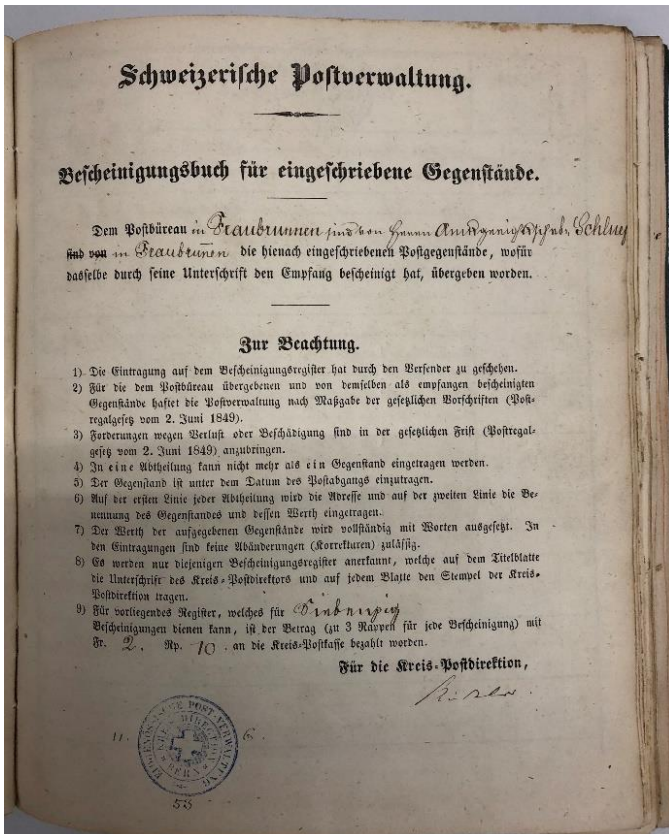 Schweizerische Postverwaltung.
Bescheinigungsbuch für eingeschriebene Gegenstände.
Dem Postbüreau in Fraubrunnen sind von Herrn Amtsgerichtsschrbr
sind von in Fraubrunnen die hienach eingeschriebenen Postgegenstände, wofür
dasselbe durch seine Unterschrift den Empfang bescheinigt hat, übergeben worden.
Zur Beachtung.
1) Die Eintragung auf dem Bescheinigungsregister hat durch den Versender zu geschehen.
2) Für die dem Postbüreau übergebenen und von demselben als empfangen bescheinigten
Gegenstände haftet die Postverwaltung nach Maßgabe der gesetzlichen Vorschriften (Post-
regalgesetz vom 2. Juni 1849).
3) Forderungen wegen Verlust oder Beschädigung sind in der gesetzlichen Frist (Postregal-
gesetz vom 2. Juni 1849) anzubringen.
4) In eine Abtheilung kann nicht mehr als ein Gegenstand eingetragen werden.
5) Der Gegenstand ist unter dem Datum des Postabgangs einzutragen.
6) Auf der ersten Linie jeder Abtheilung wird die Adresse und auf der zweiten Linie die Be-
nennung des Gegenstandes und dessen Werth eingetragen.
7) Der Werth der aufgegebenen Gegenstände wird vollständig mit Worten ausgesetzt. In
den Eintragungen sind keine Abänderungen (Korrekturen) zulässig.
8) Es werden nur diejenigen Bescheinigungsregister anerkannt, welche auf dem Titelblatte
die Unterschrift des Kreis-Postdirektors und auf jedem Blatte den Stempel der Kreis-
Postdirektion tragen.
9) Für vorliegendes Register, welches für Siebenzig
Bescheinigungen dienen kann, ist der Betrag (zu 3 Rappen für jede Bescheinigung) mit
Fr. 2. Rp. 10. an die Kreis-Postkasse bezahlt worden.
Für die Kreis-Postdirektion,
EIDGENÖSSISCHE POST-VERWALTUNG
KREIS DIRECTION
BERN
11. 6.
53